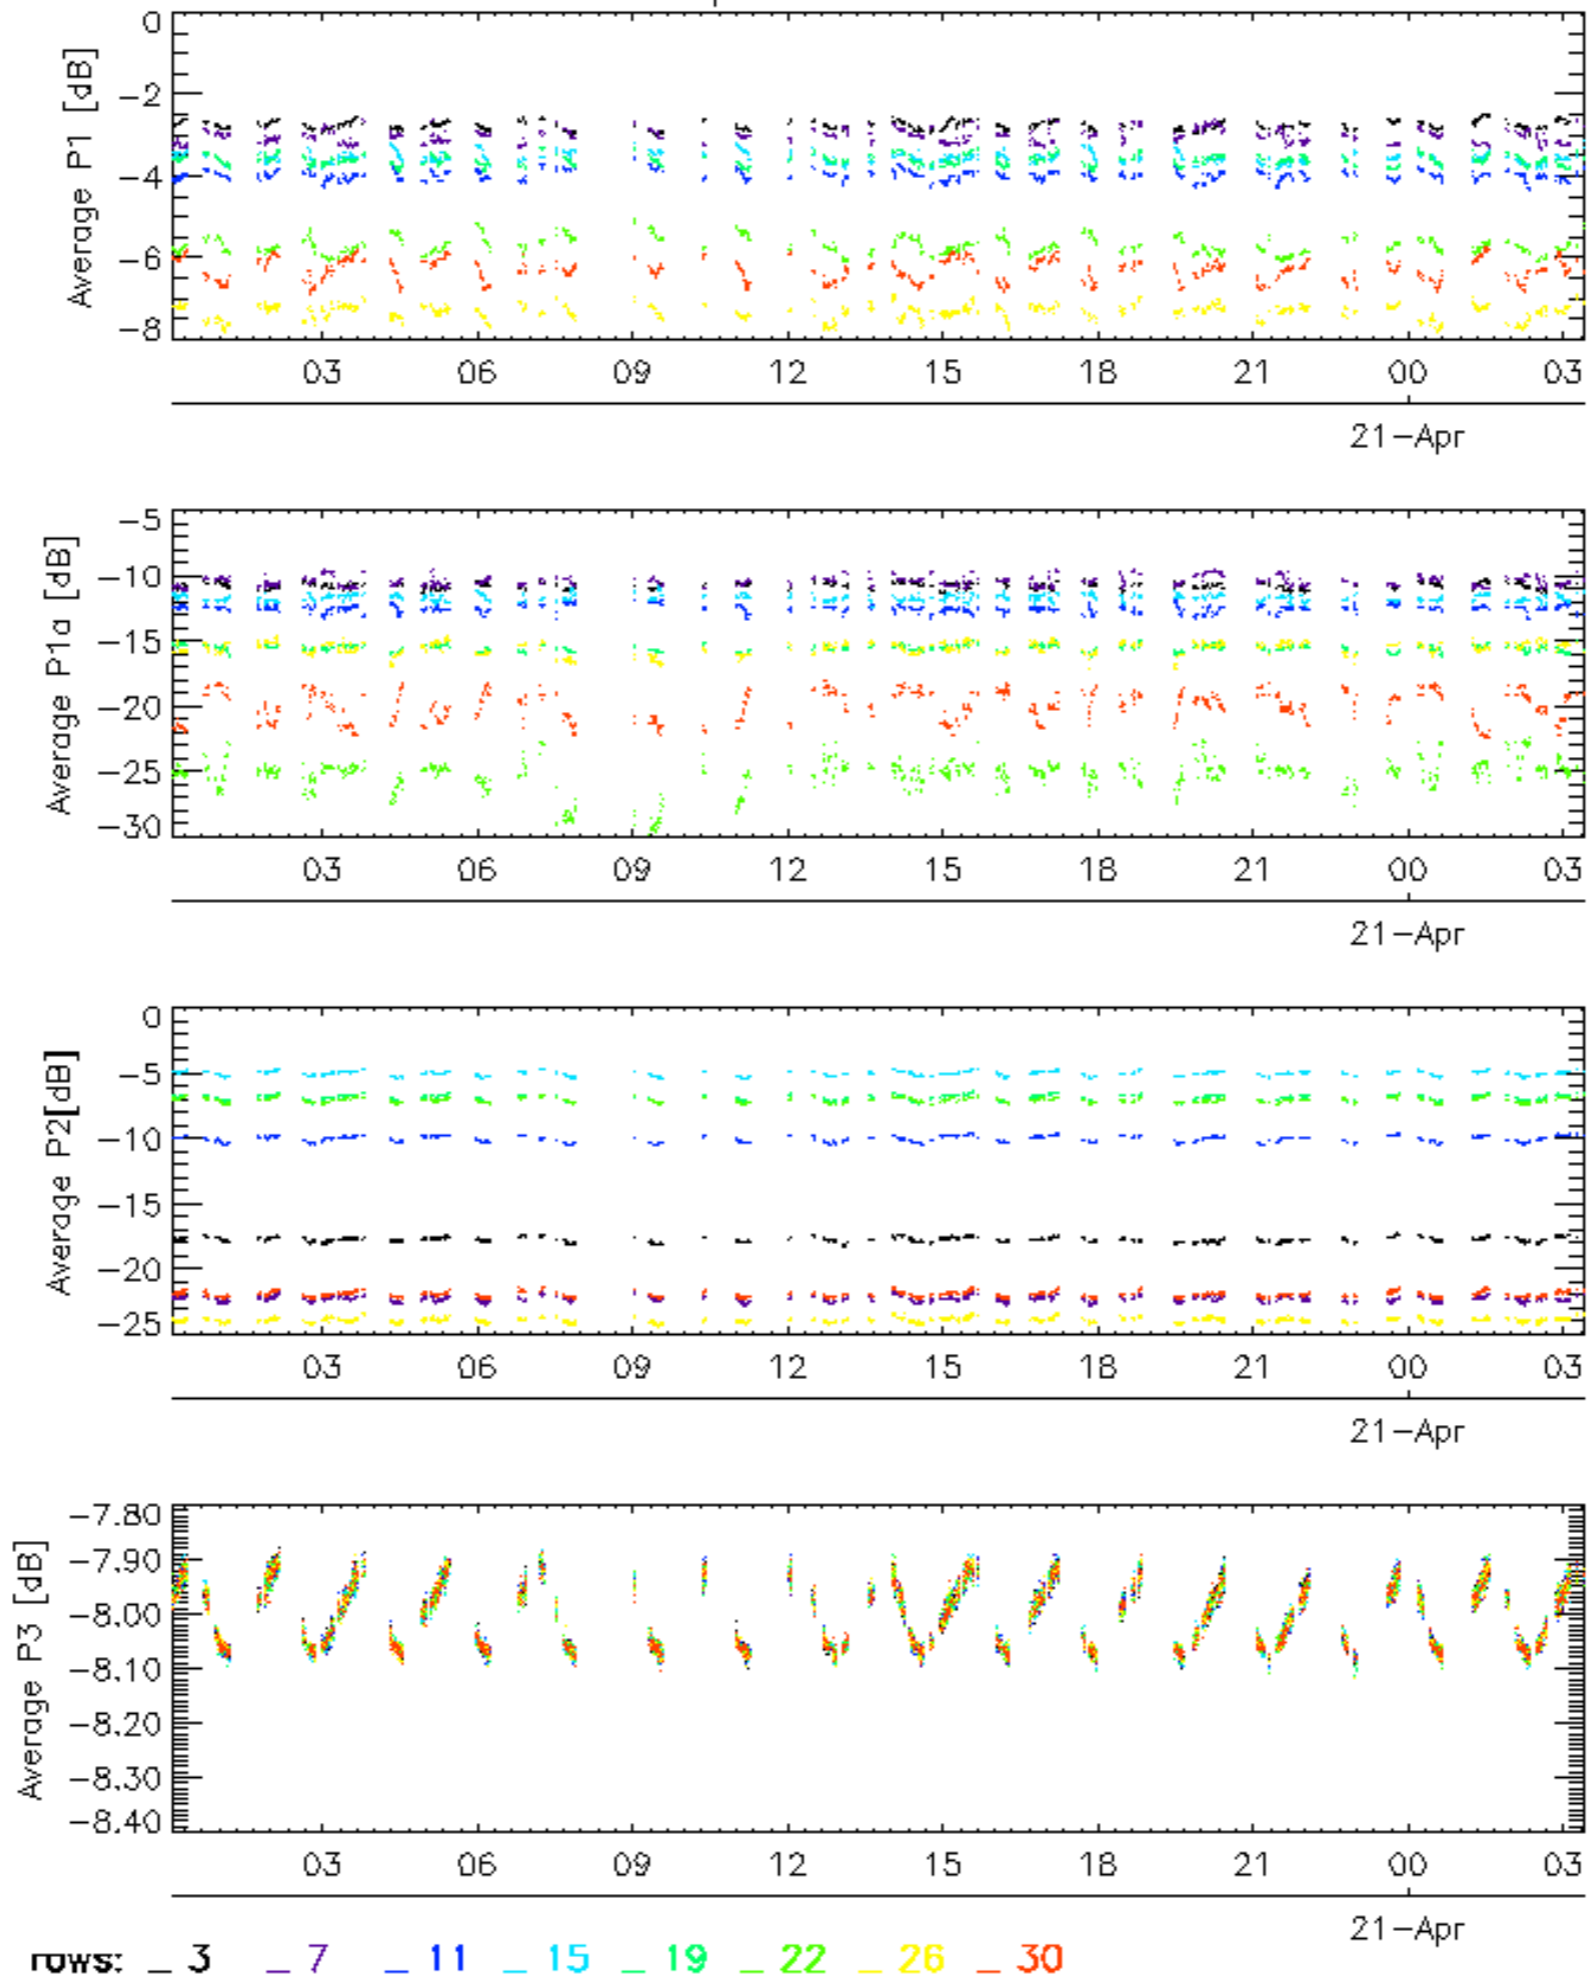 Average P1 [dB]
0
-2
-4
-6
-8
03 06 09 12 15 18 21 00 03
21-Apr
Average P1a [dB]
-5
-10
-15
-20
-25
-30
03 06 09 12 15 18 21 00 03
21-Apr
Average P2[dB]
0
-5
-10
-15
-20
-25
03 06 09 12 15 18 21 00 03
21-Apr
Average P3 [dB]
-7.80
-7.90
-8.00
-8.10
-8.20
-8.30
-8.40
03 06 09 12 15 18 21 00 03
21-Apr
rows: _ 3 _ 7 _ 11 _ 15 _ 19 _ 22 _ 26 _ 30